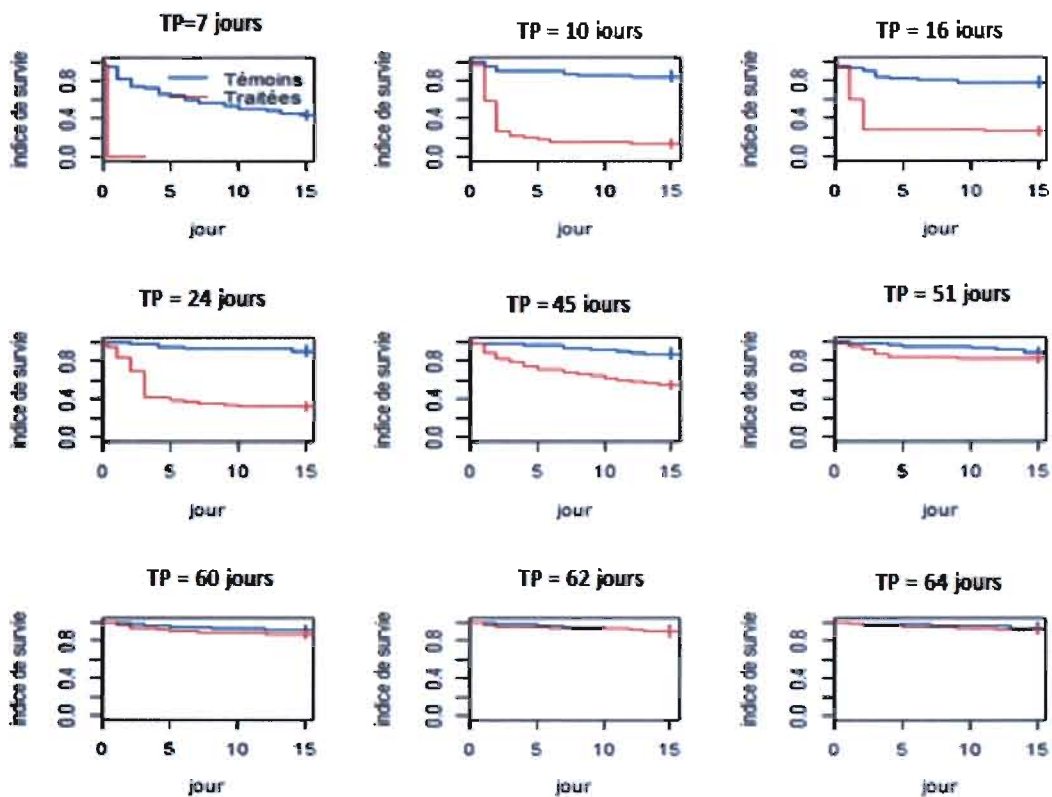 TP=7 jours
TP = 10 iours
TP = 16 iours
indice de survie
0.0 0.4 0.8
Témoins
Traitées
0 5 10 15
jour
indice de survie
0.0 0.4 0.8
0 5 10 15
jour
indice de survie
0.0 0.4 0.8
0 5 10 15
jour
TP = 24 jours
TP = 45 iours
TP = 51 jours
indice de survie
0.0 0.4 0.8
0 5 10 15
jour
indice de survie
0.0 0.4 0.8
0 5 10 15
jour
indice de survie
0.0 0.4 0.8
0 5 10 15
jour
TP = 60 jours
TP = 62 jours
TP = 64 jours
indice de survie
0.0 0.4 0.8
0 5 10 15
jour
indice de survie
0.0 0.4 0.8
0 5 10 15
jour
indice de survie
0.0 0.4 0.8
0 5 10 15
jour